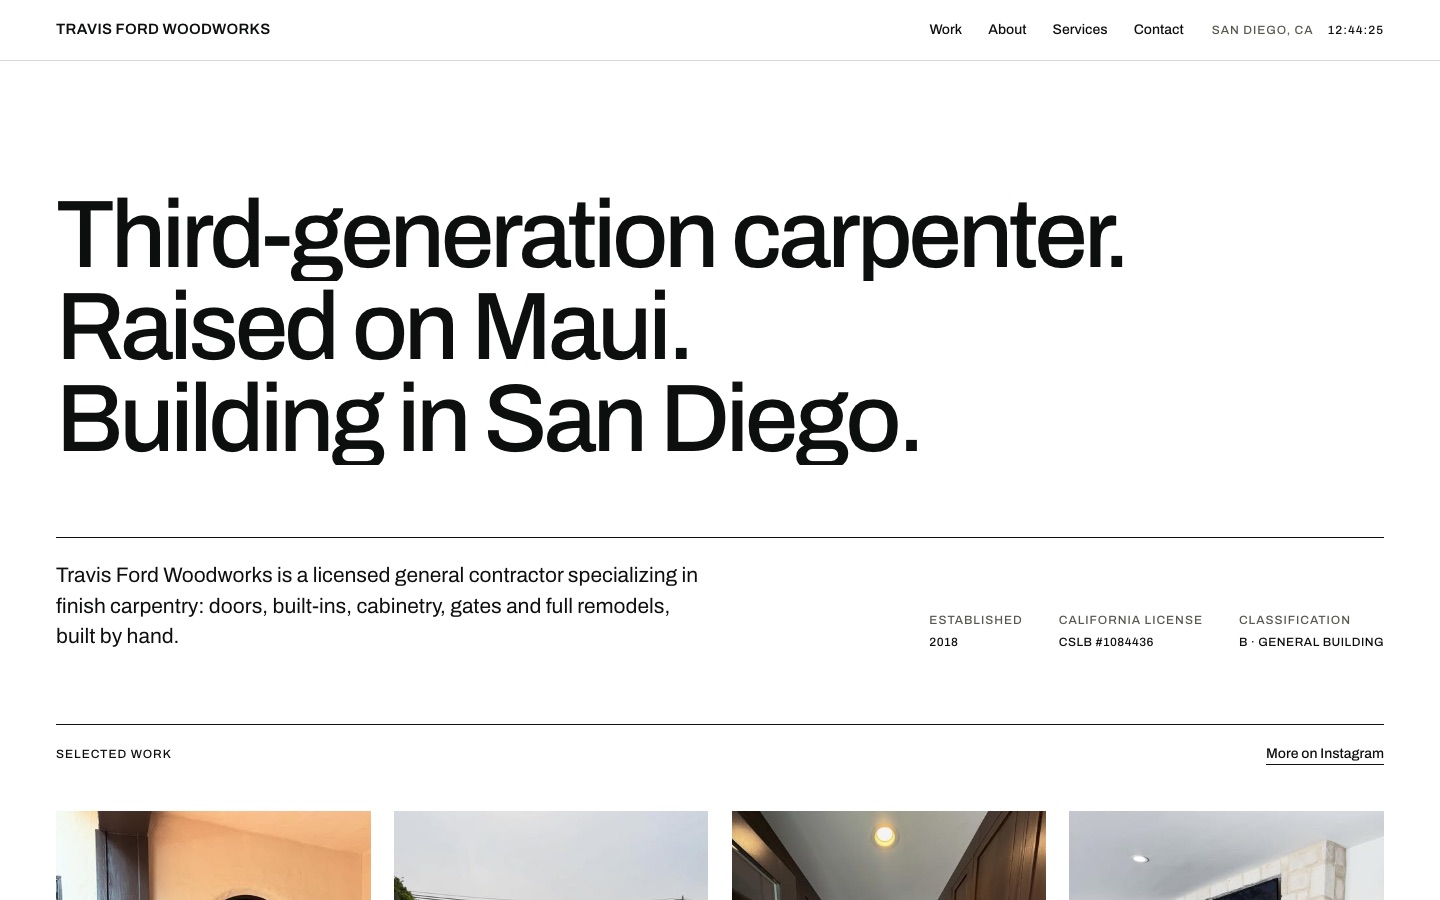 TRAVIS FORD WOODWORKS
Work About Services Contact SAN DIEGO, CA 12:44:25
Third-generation carpenter.
Raised on Maui.
Building in San Diego.
Travis Ford Woodworks is a licensed general contractor specializing in
finish carpentry: doors, built-ins, cabinetry, gates and full remodels,
built by hand.
ESTABLISHED CALIFORNIA LICENSE CLASSIFICATION
2018 CSLB #1084436 B · GENERAL BUILDING
SELECTED WORK More on Instagram